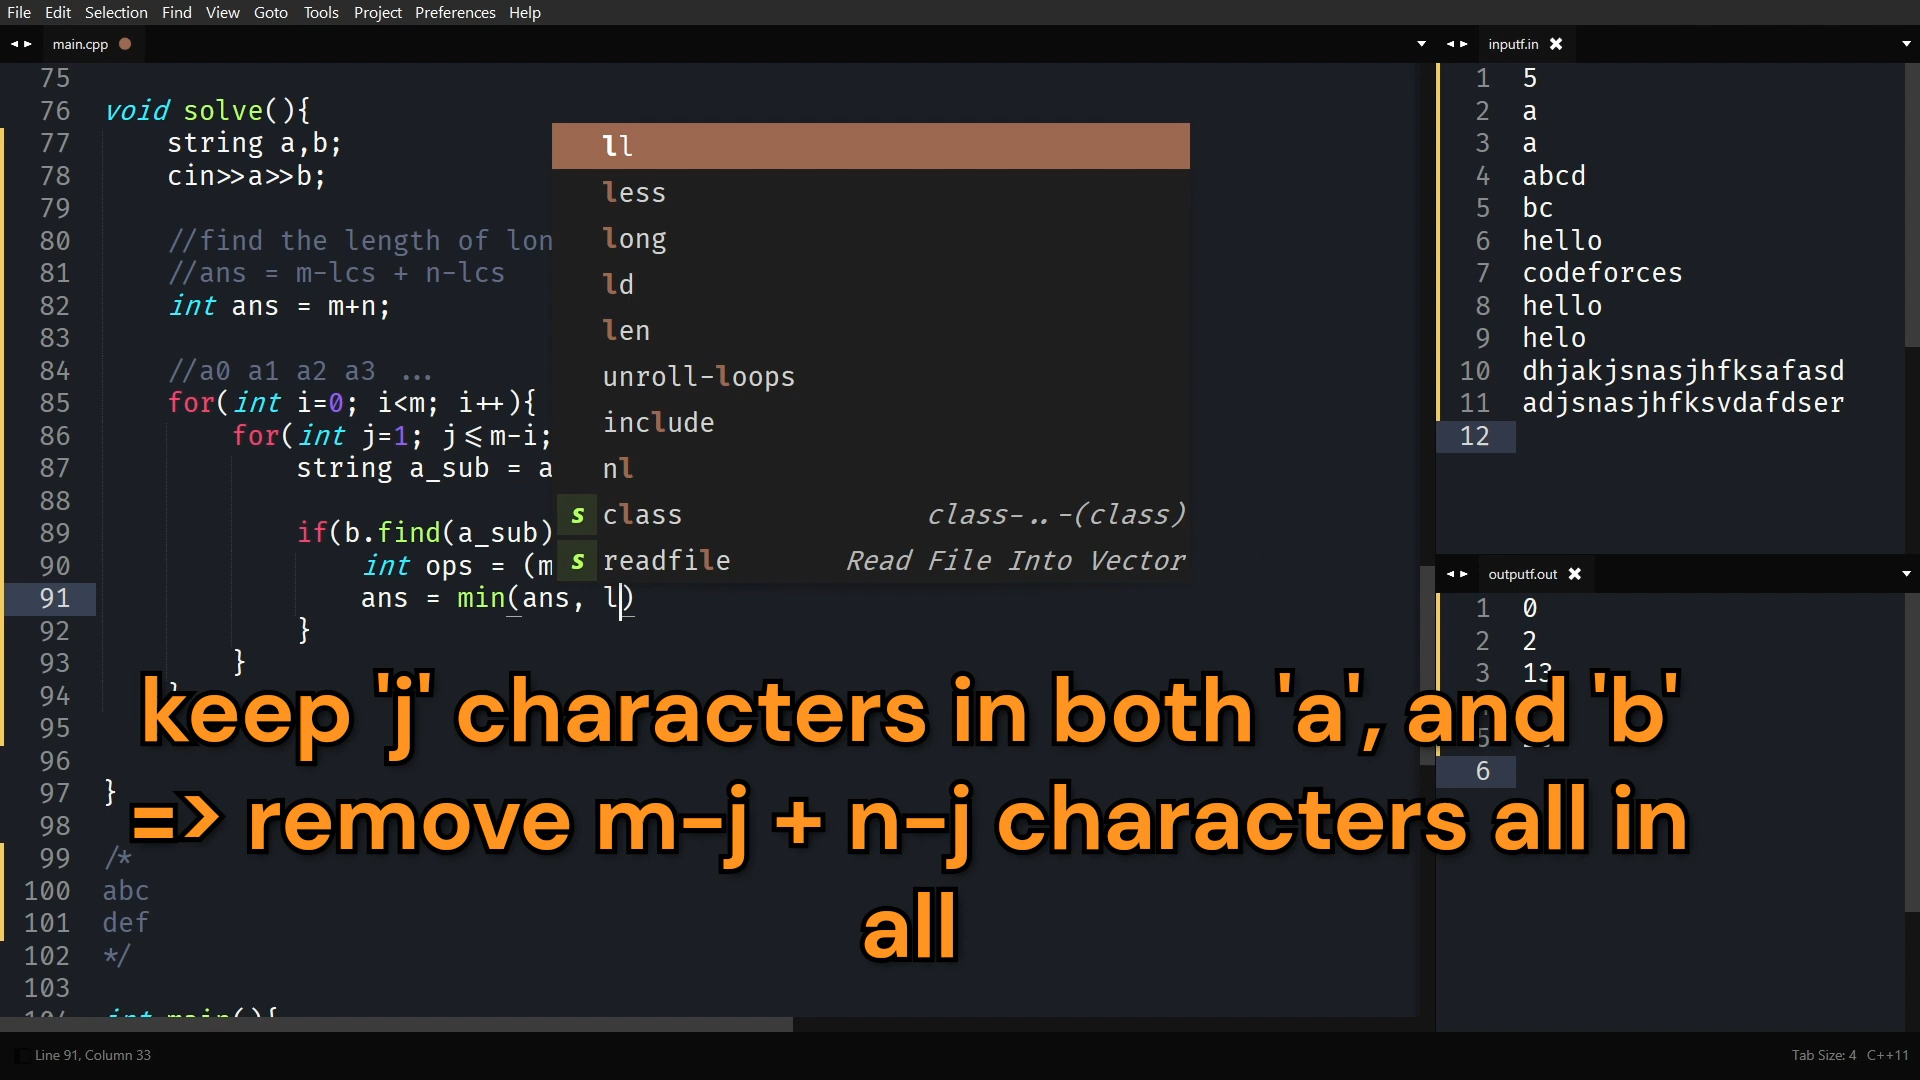 File Edit Selection Find View Goto Tools Project Preferences Help
main.cpp
75
76 void solve(){
77 string a,b;
78 cin>>a>>b;
79
80 //find the length of lon
81 //ans = m-lcs + n-lcs
82 int ans = m+n;
83
84 //a0 a1 a2 a3 ...
85 for(int i=0; i<m; i++){
86 for(int j=1; j<=m-i;
87 string a_sub = a
88
89 if(b.find(a_sub)
90 int ops = (m
91 ans = min(ans, l)
92 }
93 }
94 }
95
96
97 }
98
99 /*
100 abc
101 def
102 */
103
104 int main(){
ll
less
long
ld
len
unroll-loops
include
nl
s class class-..-(class)
s readfile Read File Into Vector
keep 'j' characters in both 'a', and 'b'
=> remove m-j + n-j characters all in
all
inputf.in
1 5
2 a
3 a
4 abcd
5 bc
6 hello
7 codeforces
8 hello
9 helo
10 dhjakjsnasjhfksafasd
11 adjsnasjhfksvdafdser
12
outputf.out
1 0
2 2
3 13
5
6
Line 91, Column 33
Tab Size: 4 C++11